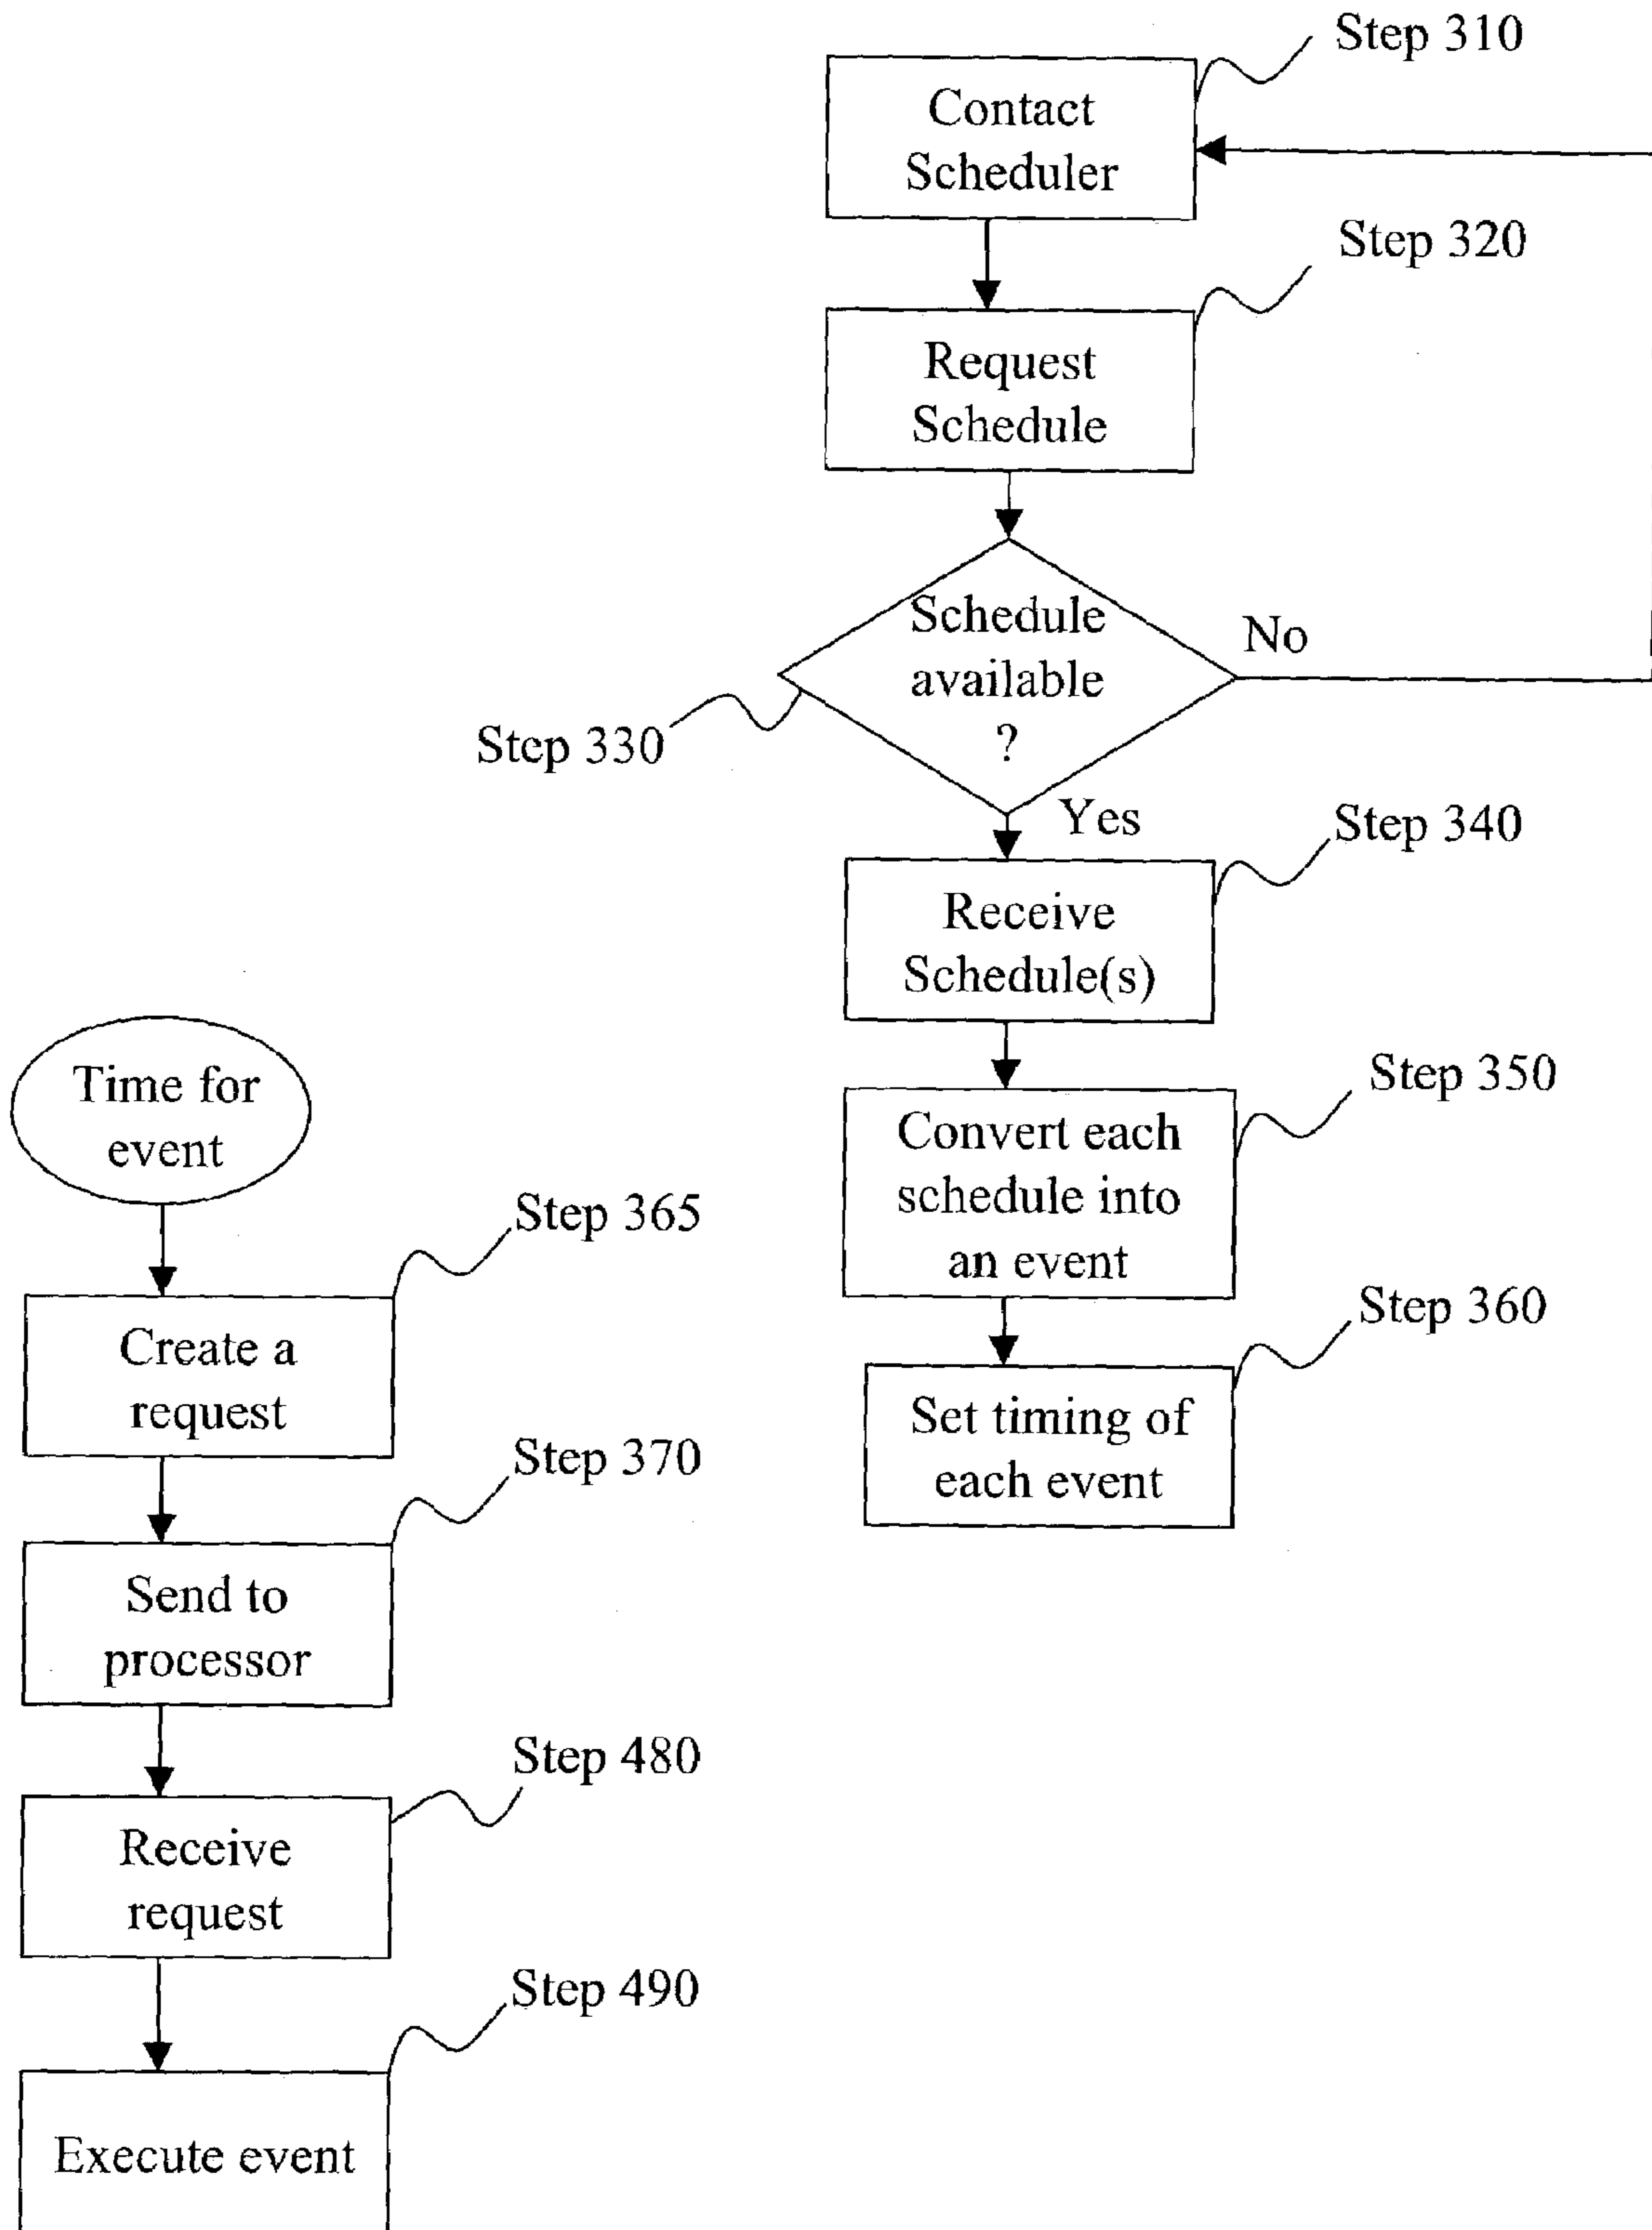 Step 310
Contact
Scheduler
Step 320
Request
Schedule
Schedule
available
?
No
Step 330
Yes
Step 340
Receive
Schedule(s)
Step 350
Convert each
schedule into
an event
Step 360
Set timing of
each event
Time for
event
Step 365
Create a
request
Step 370
Send to
processor
Step 480
Receive
request
Step 490
Execute event